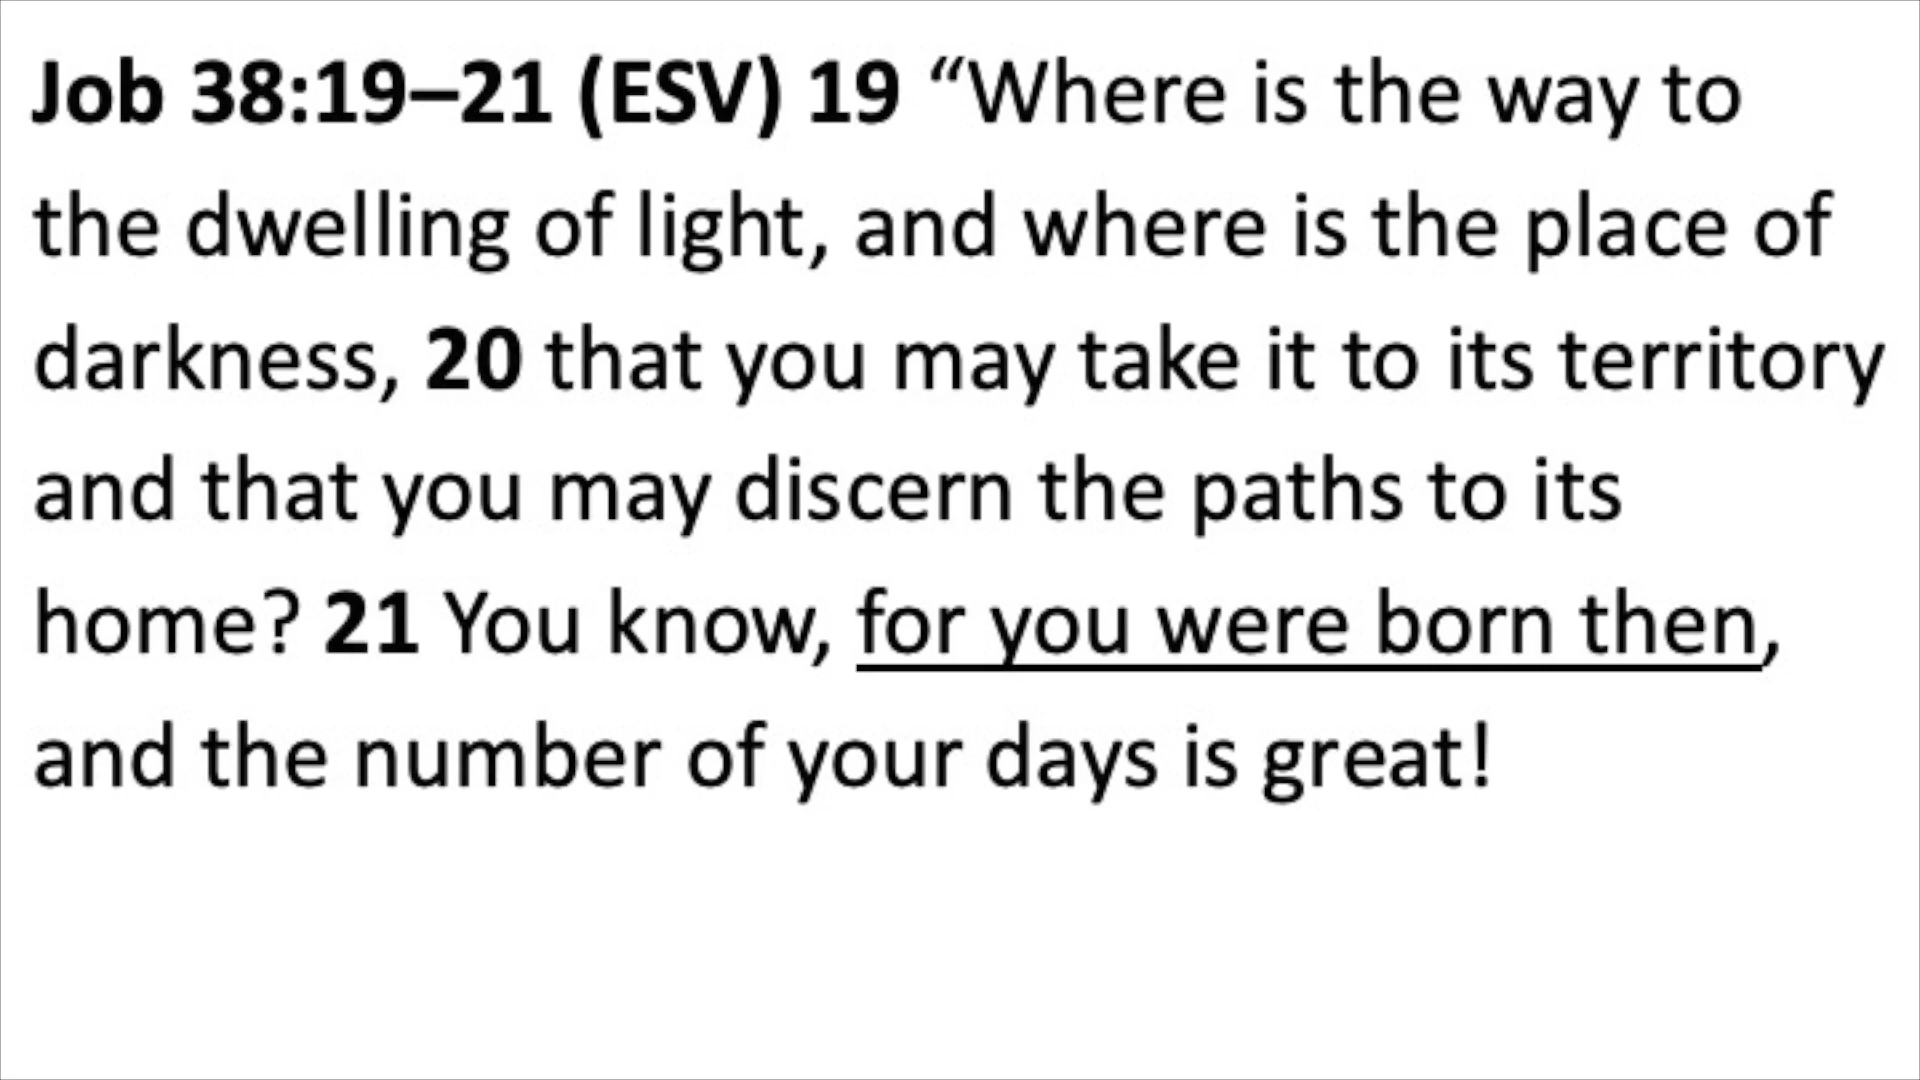 Job 38:19–21 (ESV) 19 “Where is the way to
the dwelling of light, and where is the place of
darkness, 20 that you may take it to its territory
and that you may discern the paths to its
home? 21 You know, for you were born then,
and the number of your days is great!